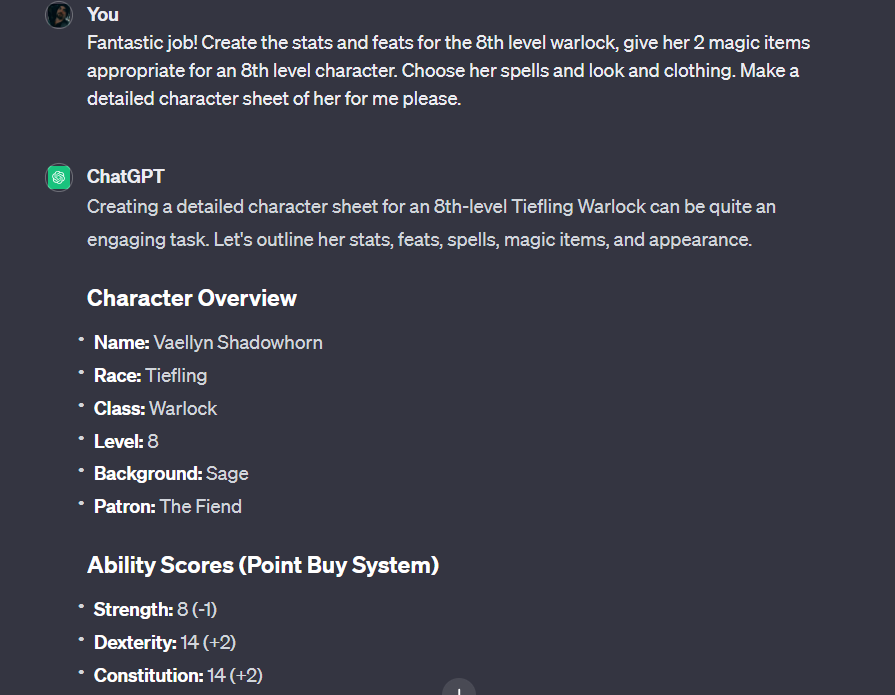 You
Fantastic job! Create the stats and feats for the 8th level warlock, give her 2 magic items
appropriate for an 8th level character. Choose her spells and look and clothing. Make a
detailed character sheet of her for me please.
ChatGPT
Creating a detailed character sheet for an 8th-level Tiefling Warlock can be quite an
engaging task. Let's outline her stats, feats, spells, magic items, and appearance.
Character Overview
• Name: Vaellyn Shadowhorn
• Race: Tiefling
• Class: Warlock
• Level: 8
• Background: Sage
• Patron: The Fiend
Ability Scores (Point Buy System)
• Strength: 8 (-1)
• Dexterity: 14 (+2)
• Constitution: 14 (+2)